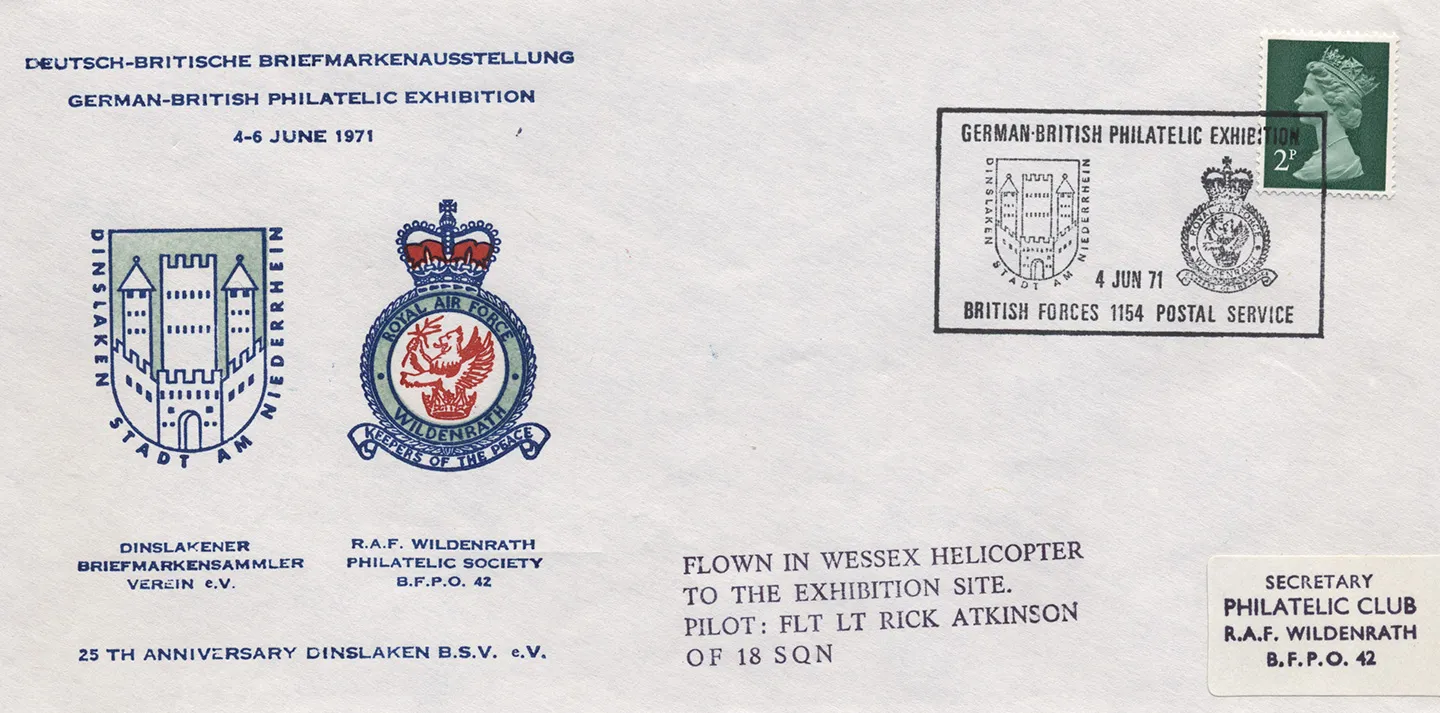 DEUTSCH-BRITISCHE BRIEFMARKENAUSSTELLUNG
GERMAN-BRITISH PHILATELIC EXHIBITION
4-6 JUNE 1971
DINSLAKEN
STADT AM
NIEDERRHEIN
ROYAL AIR FORCE
WILDENRATH
KEEPERS OF THE PEACE
DINSLAKENER
BRIEFMARKENSAMMLER
VEREIN e.V.
R.A.F. WILDENRATH
PHILATELIC SOCIETY
B.F.P.O. 42
25 TH ANNIVERSARY DINSLAKEN B.S.V. e.V.
GERMAN-BRITISH PHILATELIC EXHIBITION
DINSLAKEN
STADT AM
NIEDERRHEIN
ROYAL AIR FORCE
WILDENRATH
KEEPERS OF THE PEACE
4 JUN 71
BRITISH FORCES 1154 POSTAL SERVICE
2P
FLOWN IN WESSEX HELICOPTER
TO THE EXHIBITION SITE.
PILOT: FLT LT RICK ATKINSON
OF 18 SQN
SECRETARY
PHILATELIC CLUB
R.A.F. WILDENRATH
B.F.P.O. 42